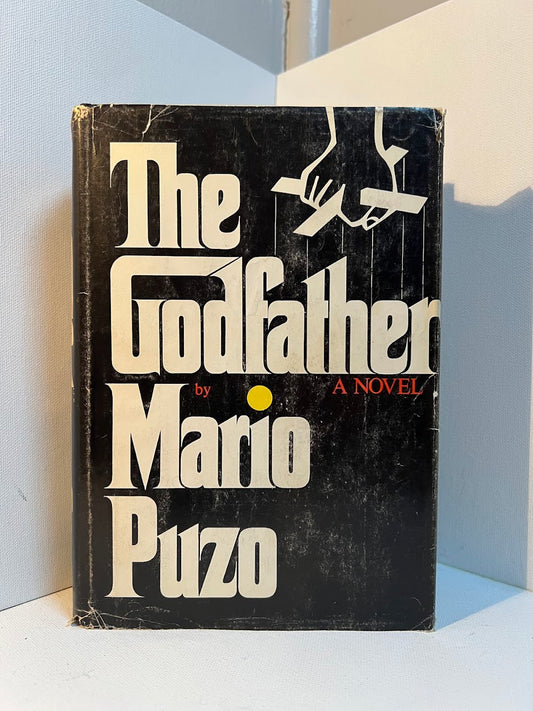 The
Godfather
by
A NOVEL
Mario
Puzo